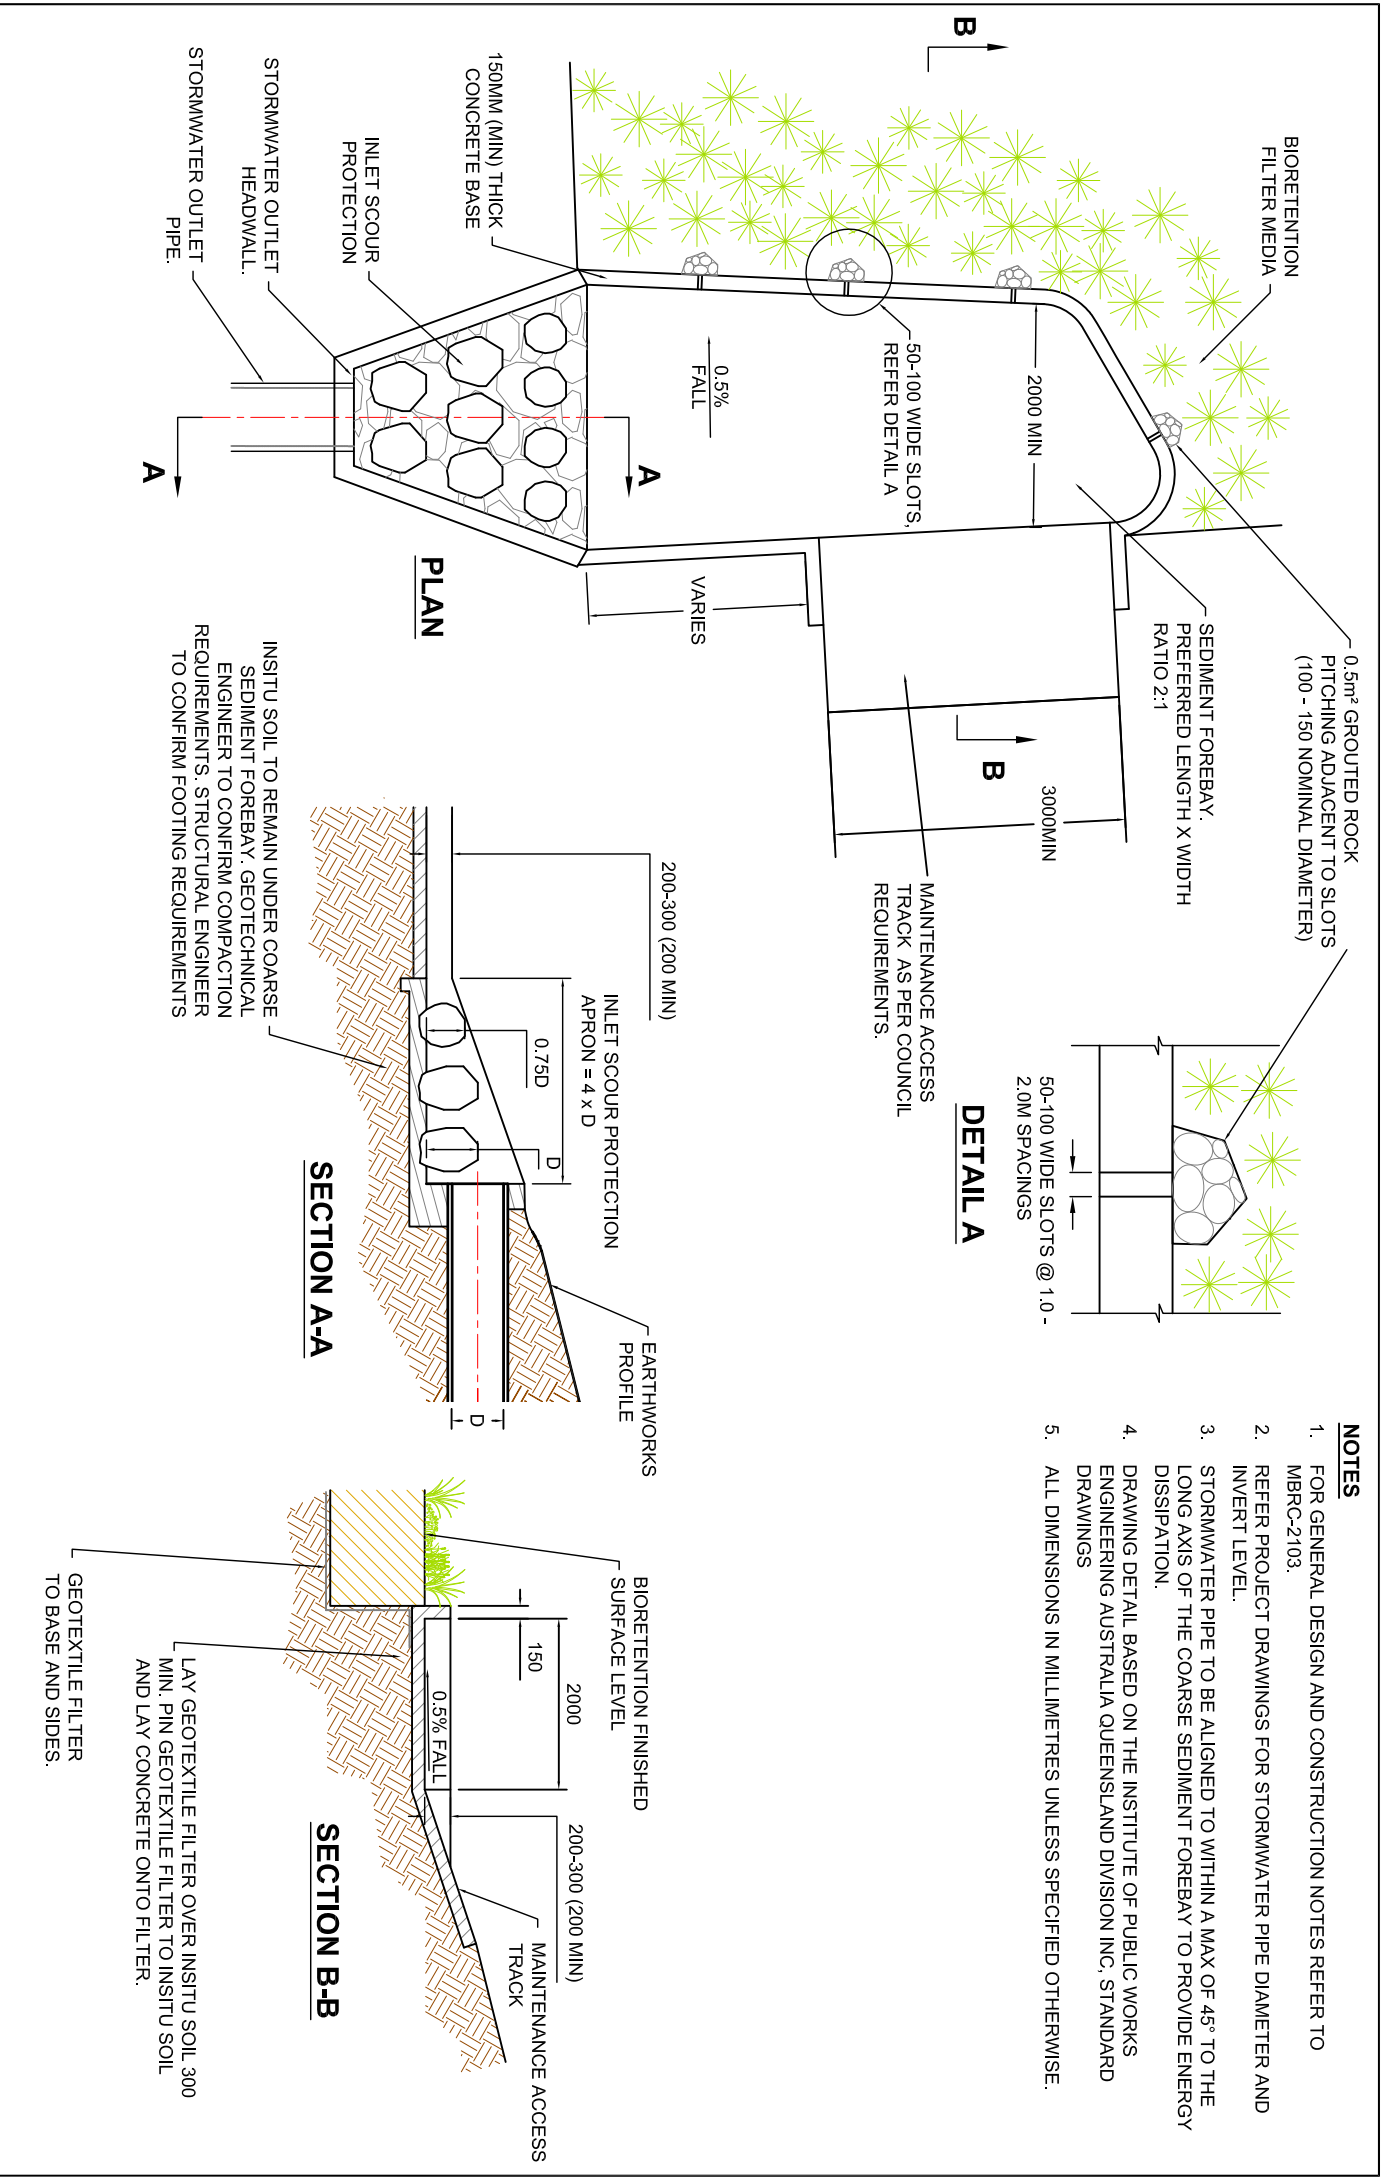 B
BIORETENTION
FILTER MEDIA
0.5m² GROUTED ROCK
PITCHING ADJACENT TO SLOTS
(100 - 150 NOMINAL DIAMETER)
SEDIMENT FOREBAY.
PREFERRED LENGTH X WIDTH
RATIO 2:1
150MM (MIN) THICK
CONCRETE BASE
INLET SCOUR
PROTECTION
STORMWATER OUTLET
HEADWALL.
STORMWATER OUTLET
PIPE.
50-100 WIDE SLOTS,
REFER DETAIL A
2000 MIN
0.5%
FALL
A
A
VARIES
B
3000MIN
MAINTENANCE ACCESS
TRACK AS PER COUNCIL
REQUIREMENTS.
PLAN
50-100 WIDE SLOTS @ 1.0 -
2.0M SPACINGS
DETAIL A
200-300 (200 MIN)
INLET SCOUR PROTECTION
APRON = 4 x D
0.75D
D
D
EARTHWORKS
PROFILE
INSITU SOIL TO REMAIN UNDER COARSE
SEDIMENT FOREBAY. GEOTECHNICAL
ENGINEER TO CONFIRM COMPACTION
REQUIREMENTS. STRUCTURAL ENGINEER
TO CONFIRM FOOTING REQUIREMENTS
SECTION A-A
NOTES
1. FOR GENERAL DESIGN AND CONSTRUCTION NOTES REFER TO
MBRC-2103.
2. REFER PROJECT DRAWINGS FOR STORMWATER PIPE DIAMETER AND
INVERT LEVEL.
3. STORMWATER PIPE TO BE ALIGNED TO WITHIN A MAX OF 45° TO THE
LONG AXIS OF THE COARSE SEDIMENT FOREBAY TO PROVIDE ENERGY
DISSIPATION.
4. DRAWING DETAIL BASED ON THE INSTITUTE OF PUBLIC WORKS
ENGINEERING AUSTRALIA QUEENSLAND DIVISION INC, STANDARD
DRAWINGS
5. ALL DIMENSIONS IN MILLIMETRES UNLESS SPECIFIED OTHERWISE.
BIORETENTION FINISHED
SURFACE LEVEL
150
2000
0.5% FALL
200-300 (200 MIN)
MAINTENANCE ACCESS
TRACK
GEOTEXTILE FILTER
TO BASE AND SIDES.
LAY GEOTEXTILE FILTER OVER INSITU SOIL 300
MIN. PIN GEOTEXTILE FILTER TO INSITU SOIL
AND LAY CONCRETE ONTO FILTER.
SECTION B-B